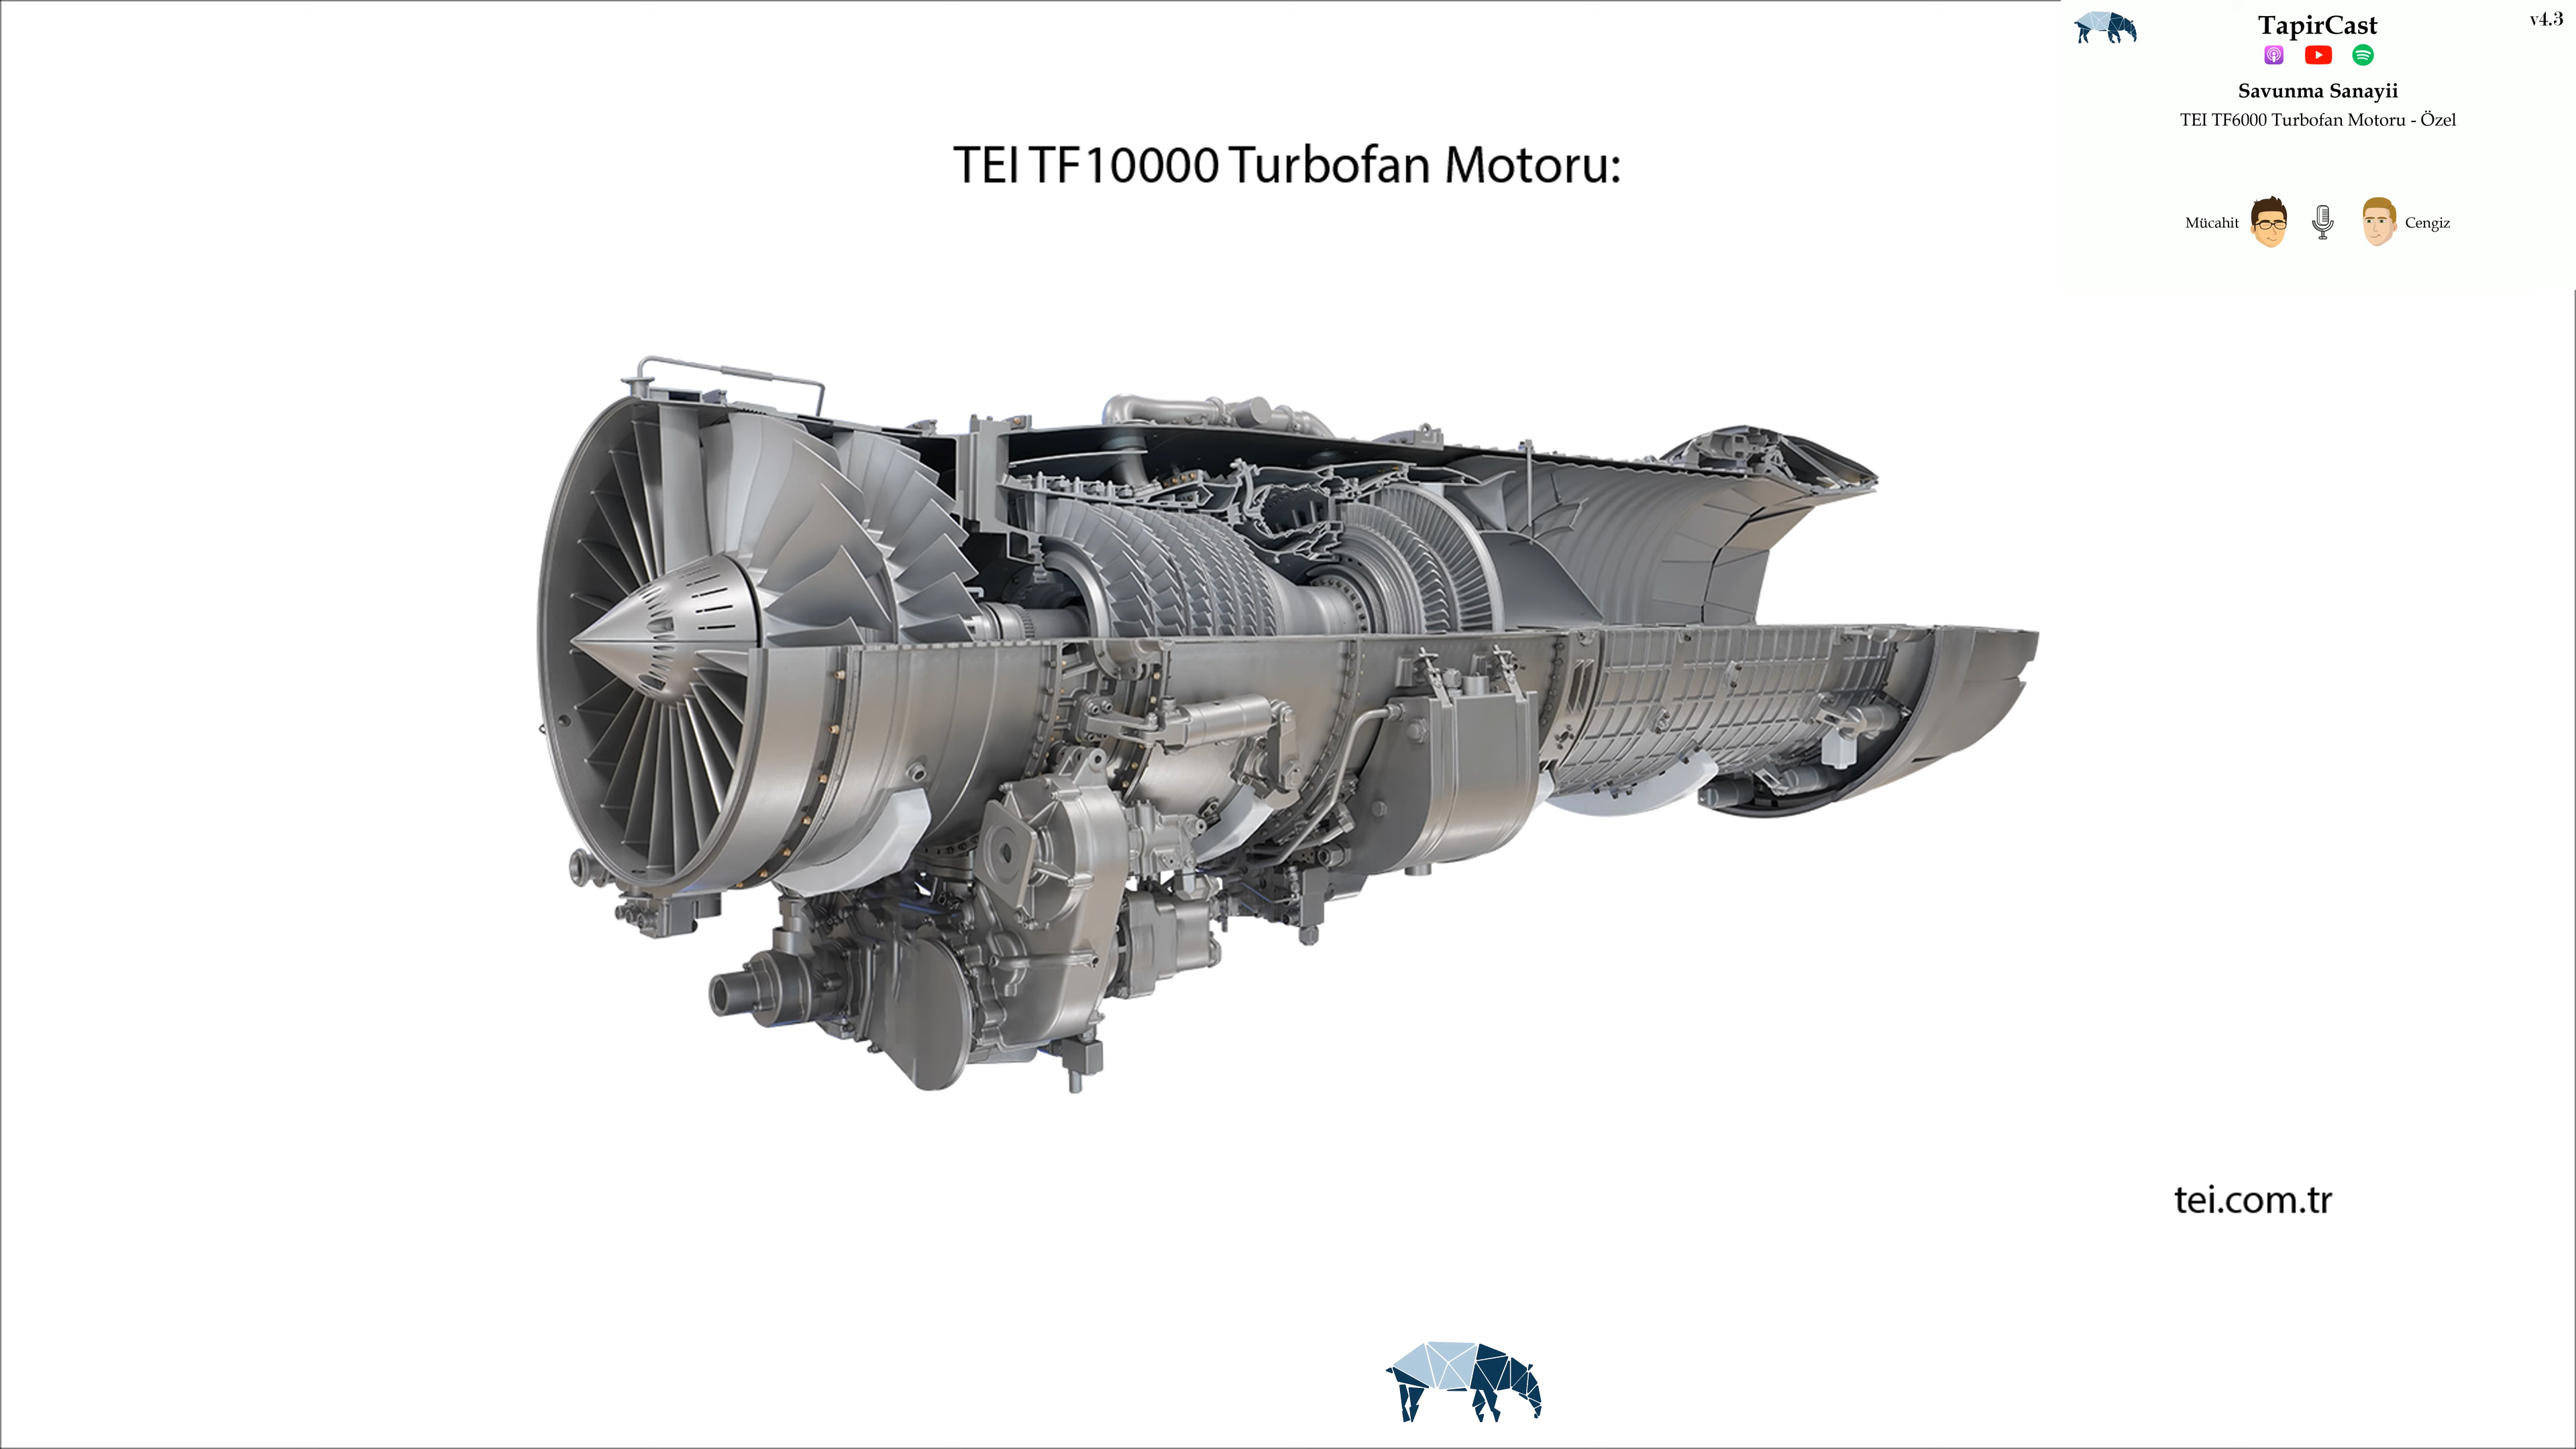 TapirCast
v4.3
Savunma Sanayii
TEI TF6000 Turbofan Motoru - Özel
Mücahit
Cengiz
TEI TF10000 Turbofan Motoru:
tei.com.tr